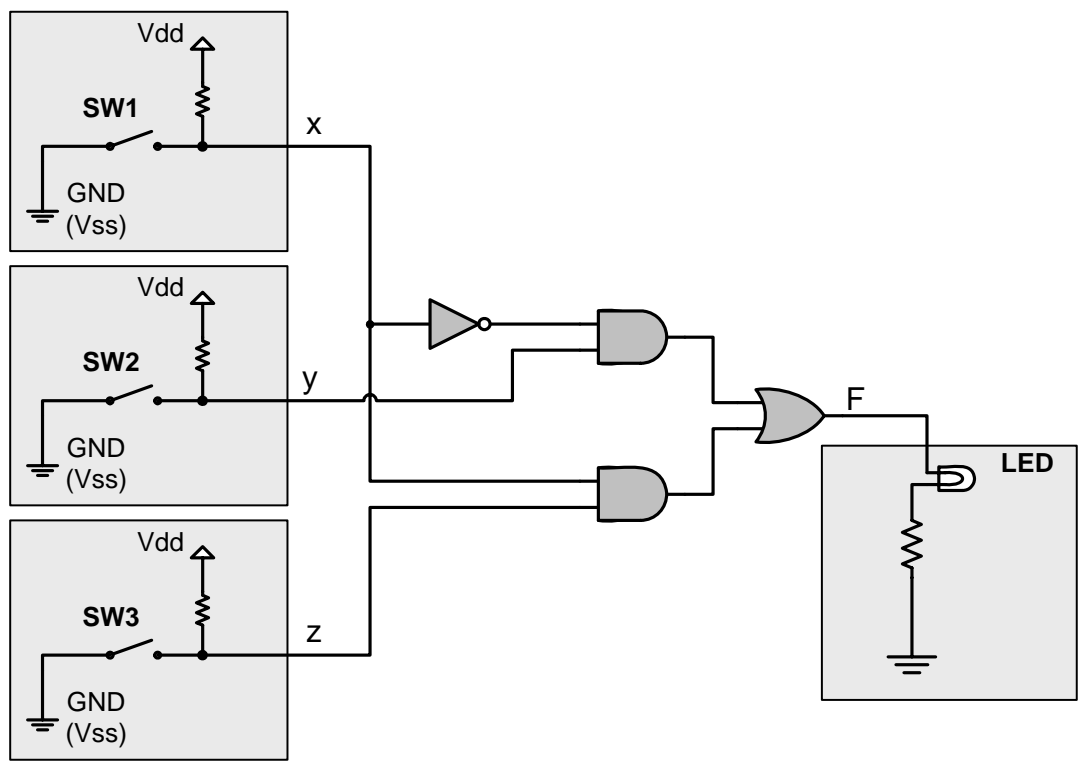 Vdd
SW1
x
GND
(Vss)
Vdd
SW2
y
GND
(Vss)
F
LED
Vdd
SW3
z
GND
(Vss)